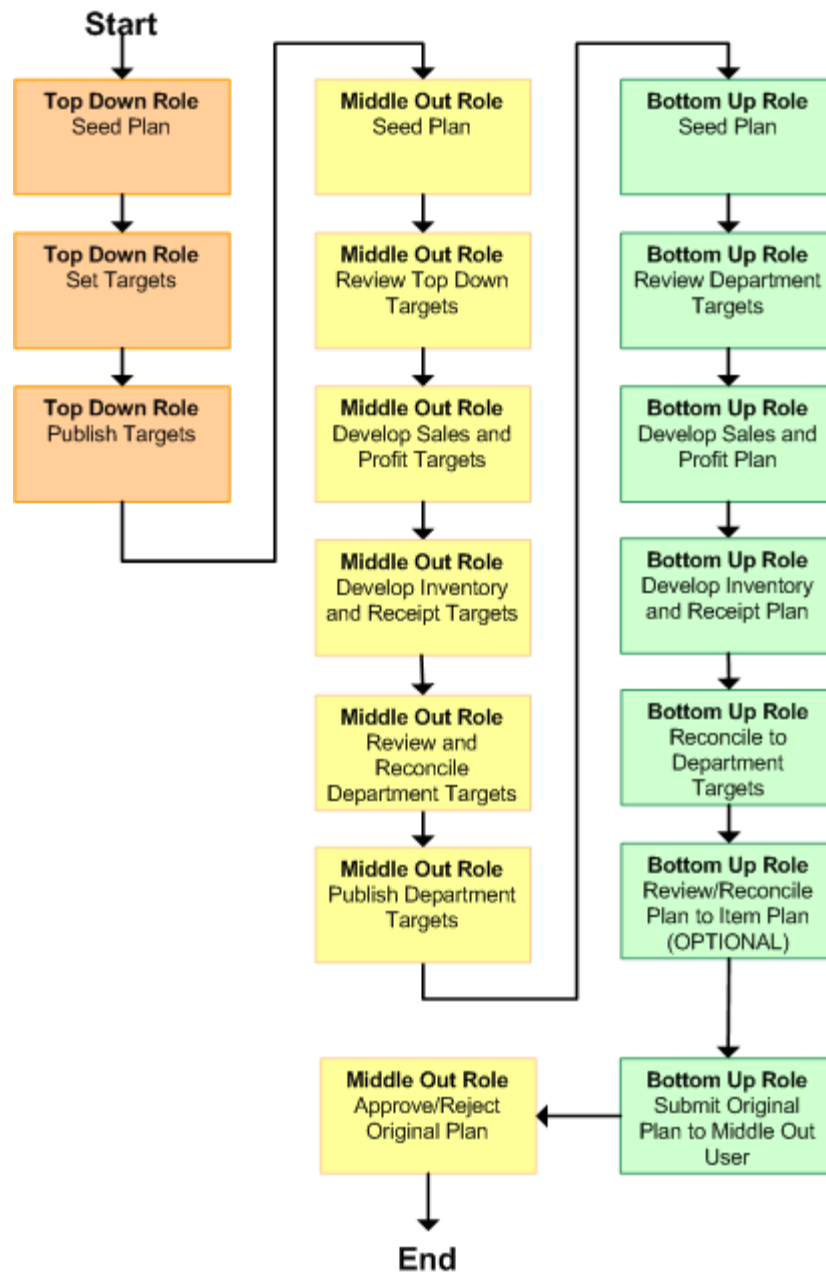 Start
Top Down Role
Seed Plan
Top Down Role
Set Targets
Top Down Role
Publish Targets
Middle Out Role
Seed Plan
Middle Out Role
Review Top Down
Targets
Middle Out Role
Develop Sales and
Profit Targets
Middle Out Role
Develop Inventory
and Receipt Targets
Middle Out Role
Review and
Reconcile
Department Targets
Middle Out Role
Publish Department
Targets
Bottom Up Role
Seed Plan
Bottom Up Role
Review Department
Targets
Bottom Up Role
Develop Sales and
Profit Plan
Bottom Up Role
Develop Inventory
and Receipt Plan
Bottom Up Role
Reconcile to
Department
Targets
Bottom Up Role
Review/Reconcile
Plan to Item Plan
(OPTIONAL)
Bottom Up Role
Submit Original
Plan to Middle Out
User
Middle Out Role
Approve/Reject
Original Plan
End